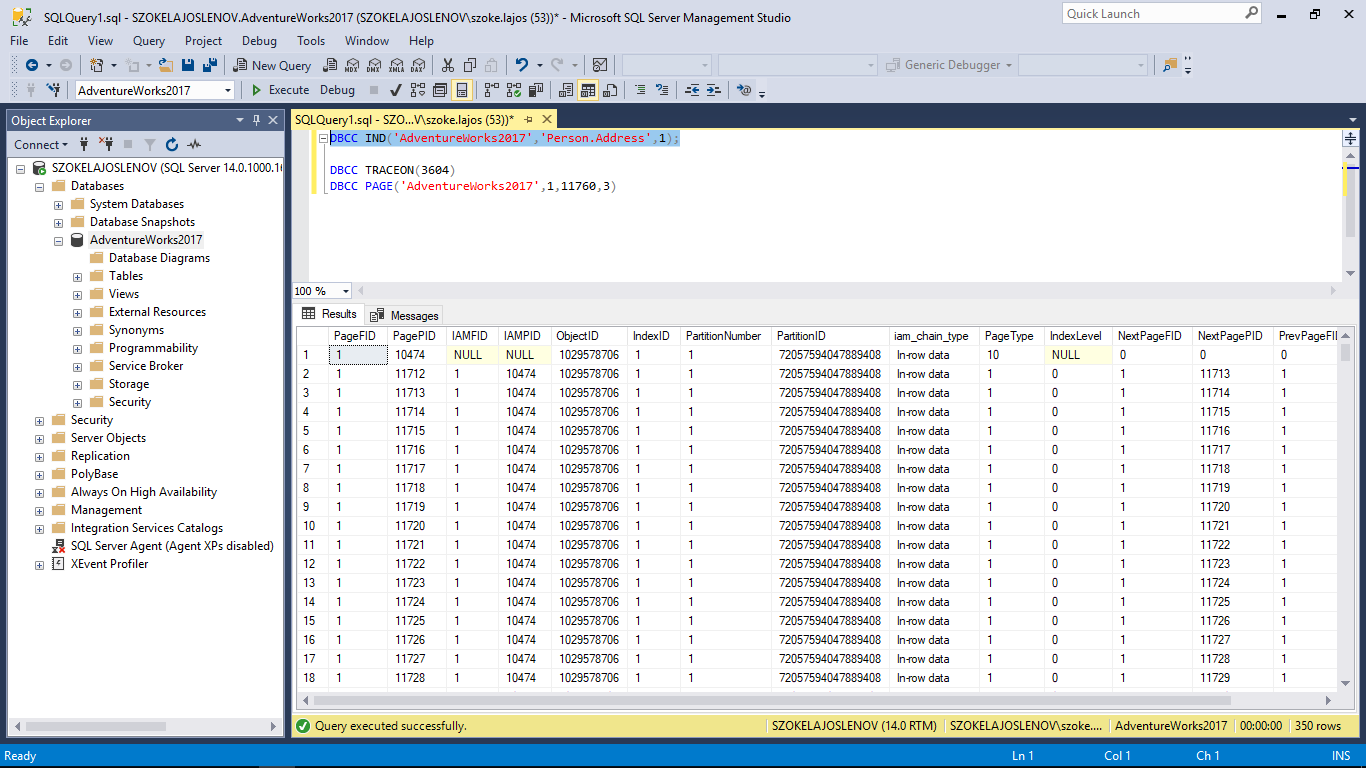 SQLQuery1.sql - SZOKELAJOSLENOV.AdventureWorks2017 (SZOKELAJOSLENOV\szoke.lajos (53))* - Microsoft SQL Server Management Studio
Quick Launch
File Edit View Query Project Debug Tools Window Help
New Query
MDX DMX XMLA DAX
Generic Debugger
AdventureWorks2017
Execute Debug
Object Explorer
Connect
SZOKELAJOSLENOV (SQL Server 14.0.1000.16
Databases
System Databases
Database Snapshots
AdventureWorks2017
Database Diagrams
Tables
Views
External Resources
Synonyms
Programmability
Service Broker
Storage
Security
Security
Server Objects
Replication
PolyBase
Always On High Availability
Management
Integration Services Catalogs
SQL Server Agent (Agent XPs disabled)
XEvent Profiler
SQLQuery1.sql - SZO...V\szoke.lajos (53))*
DBCC IND('AdventureWorks2017','Person.Address',1);
DBCC TRACEON(3604)
DBCC PAGE('AdventureWorks2017',1,11760,3)
100 %
Results Messages
PageFID PagePID IAMFID IAMPID ObjectID IndexID PartitionNumber PartitionID iam_chain_type PageType IndexLevel NextPageFID NextPagePID PrevPageFID
1 1 10474 NULL NULL 1029578706 1 1 72057594047889408 In-row data 10 NULL 0 0 0
2 1 11712 1 10474 1029578706 1 1 72057594047889408 In-row data 1 0 1 11713 1
3 1 11713 1 10474 1029578706 1 1 72057594047889408 In-row data 1 0 1 11714 1
4 1 11714 1 10474 1029578706 1 1 72057594047889408 In-row data 1 0 1 11715 1
5 1 11715 1 10474 1029578706 1 1 72057594047889408 In-row data 1 0 1 11716 1
6 1 11716 1 10474 1029578706 1 1 72057594047889408 In-row data 1 0 1 11717 1
7 1 11717 1 10474 1029578706 1 1 72057594047889408 In-row data 1 0 1 11718 1
8 1 11718 1 10474 1029578706 1 1 72057594047889408 In-row data 1 0 1 11719 1
9 1 11719 1 10474 1029578706 1 1 72057594047889408 In-row data 1 0 1 11720 1
10 1 11720 1 10474 1029578706 1 1 72057594047889408 In-row data 1 0 1 11721 1
11 1 11721 1 10474 1029578706 1 1 72057594047889408 In-row data 1 0 1 11722 1
12 1 11722 1 10474 1029578706 1 1 72057594047889408 In-row data 1 0 1 11723 1
13 1 11723 1 10474 1029578706 1 1 72057594047889408 In-row data 1 0 1 11724 1
14 1 11724 1 10474 1029578706 1 1 72057594047889408 In-row data 1 0 1 11725 1
15 1 11725 1 10474 1029578706 1 1 72057594047889408 In-row data 1 0 1 11726 1
16 1 11726 1 10474 1029578706 1 1 72057594047889408 In-row data 1 0 1 11727 1
17 1 11727 1 10474 1029578706 1 1 72057594047889408 In-row data 1 0 1 11728 1
18 1 11728 1 10474 1029578706 1 1 72057594047889408 In-row data 1 0 1 11729 1
Query executed successfully. SZOKELAJOSLENOV (14.0 RTM) SZOKELAJOSLENOV\szoke.... AdventureWorks2017 00:00:00 350 rows
Ready Ln 1 Col 1 Ch 1 INS